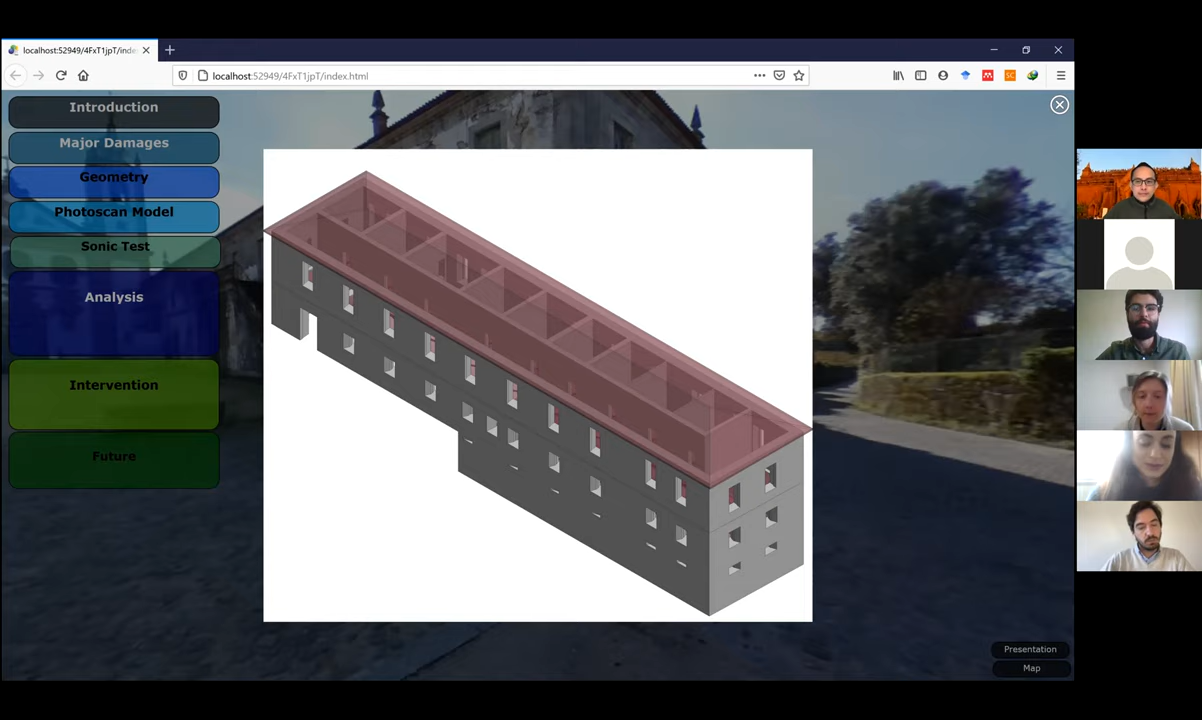 localhost:52949/4FxT1jpT/inde
localhost:52949/4FxT1jpT/index.html
SC
Introduction
Major Damages
Geometry
Photoscan Model
Sonic Test
Analysis
Intervention
Future
Presentation
Map